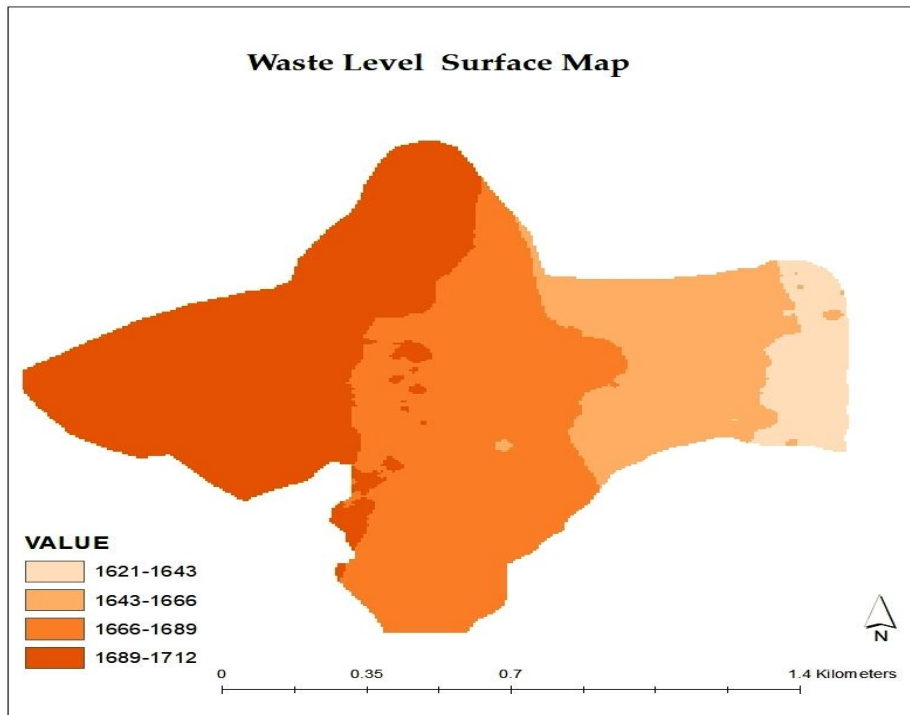 Waste Level Surface Map
VALUE
1621-1643
1643-1666
1666-1689
1689-1712
N
0 0.35 0.7 1.4 Kilometers